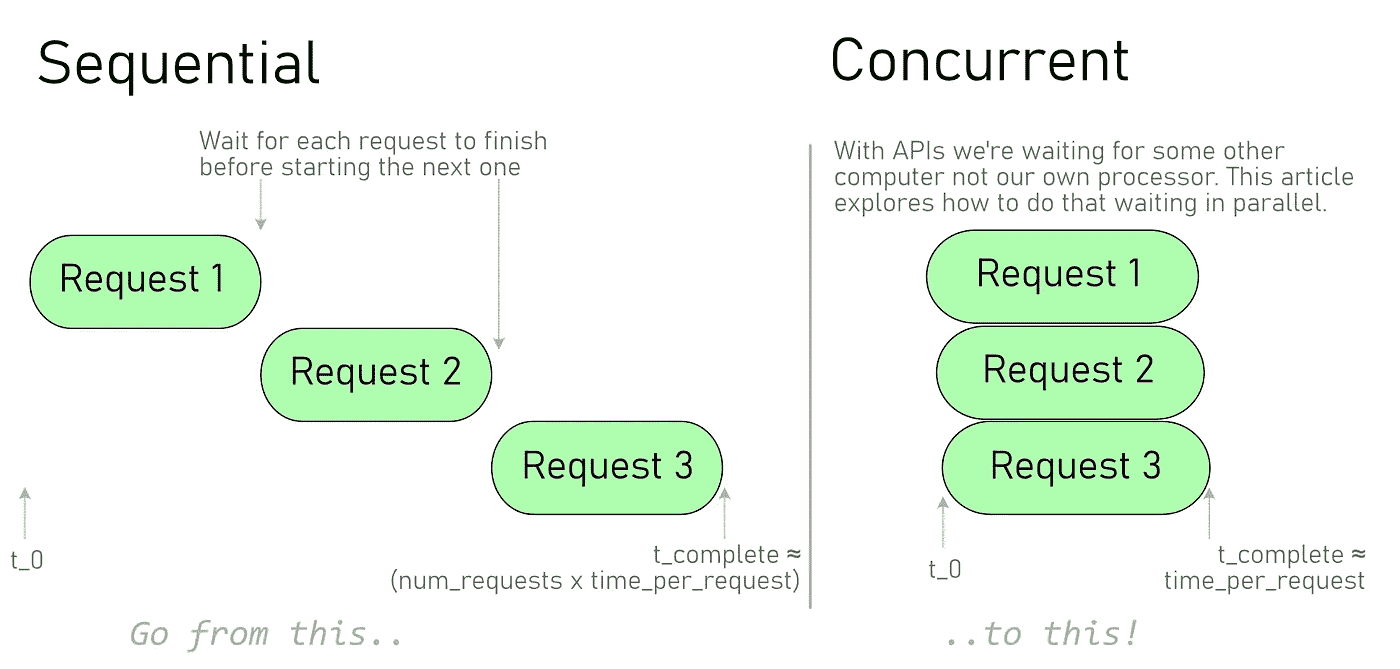 Sequential
Wait for each request to finish
before starting the next one
Request 1
Request 2
Request 3
t_0
t_complete ≈
(num_requests x time_per_request)
Go from this..
Concurrent
With APIs we're waiting for some other
computer not our own processor. This article
explores how to do that waiting in parallel.
Request 1
Request 2
Request 3
t_0
t_complete ≈
time_per_request
..to this!